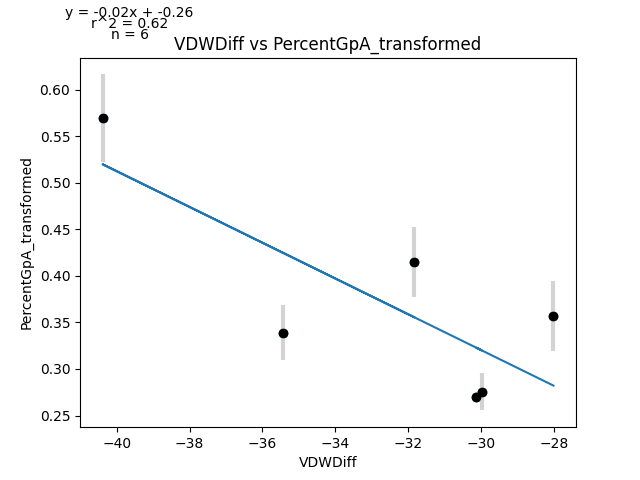 y = -0.02x + -0.26
r^2 = 0.62
n = 6
VDWDiff vs PercentGpA_transformed
PercentGpA_transformed
0.60
0.55
0.50
0.45
0.40
0.35
0.30
0.25
−40
−38
−36
−34
−32
−30
−28
VDWDiff